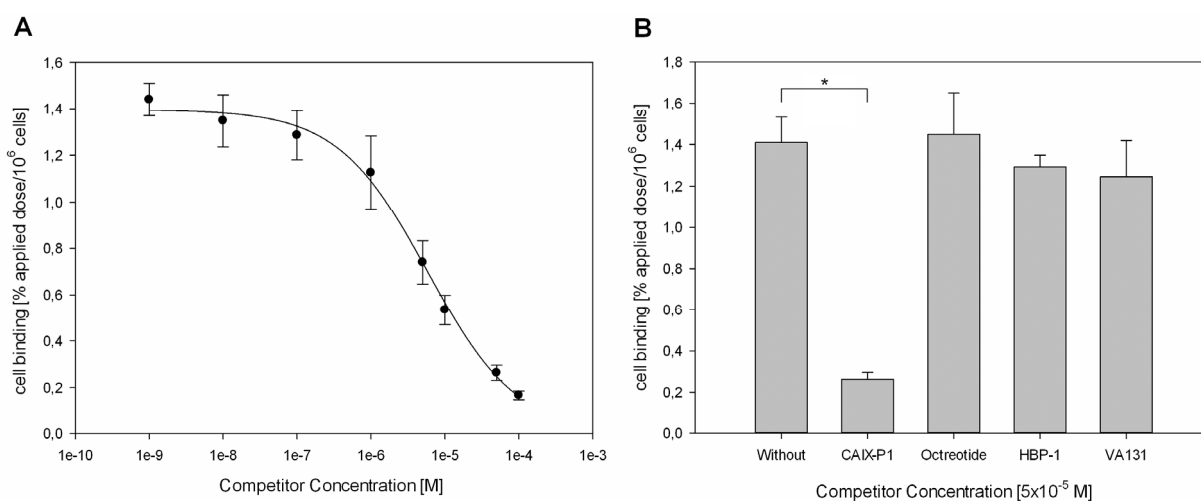 A
cell binding [% applied dose/10⁶ cells]
1,6
1,4
1,2
1,0
0,8
0,6
0,4
0,2
0,0
1e-10 1e-9 1e-8 1e-7 1e-6 1e-5 1e-4 1e-3
Competitor Concentration [M]
B
cell binding [% applied dose/10⁶ cells]
1,8
1,6
1,4
1,2
1,0
0,8
0,6
0,4
0,2
0,0
*
Without CAIX-P1 Octreotide HBP-1 VA131
Competitor Concentration [5x10⁻⁵ M]